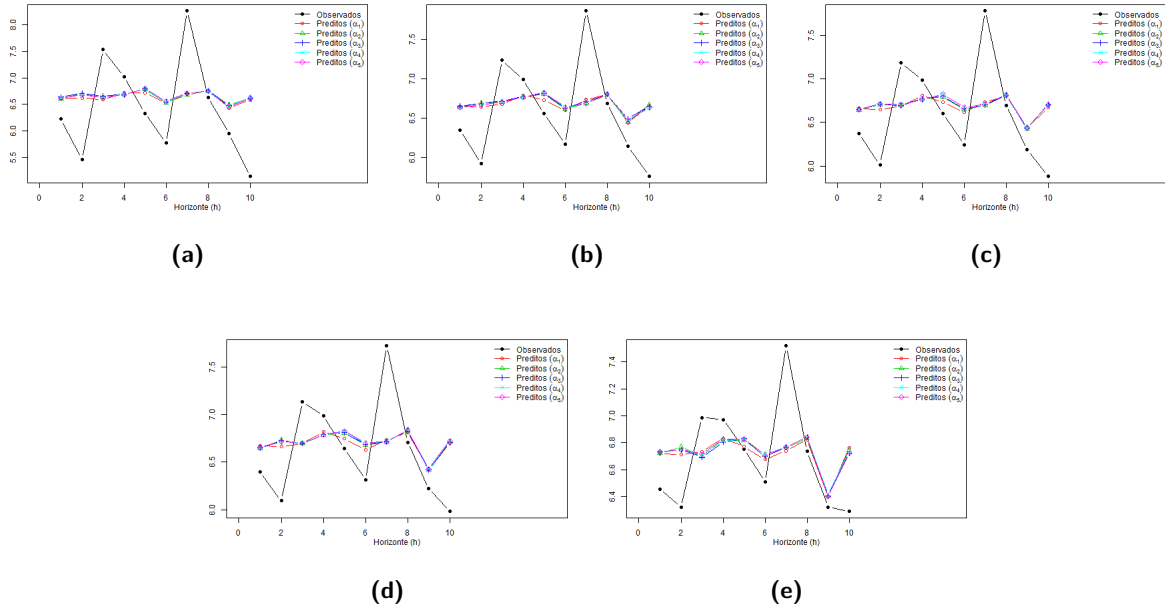 8.0
7.5
7.0
6.5
6.0
5.5
Observados
Preditos (α₁)
Preditos (α₂)
Preditos (α₃)
Preditos (α₄)
Preditos (α₅)
0 2 4 6 8 10
Horizonte (h)
(a)
7.5
7.0
6.5
6.0
Observados
Preditos (α₁)
Preditos (α₂)
Preditos (α₃)
Preditos (α₄)
Preditos (α₅)
0 2 4 6 8 10
Horizonte (h)
(b)
7.5
7.0
6.5
6.0
Observados
Preditos (α₁)
Preditos (α₂)
Preditos (α₃)
Preditos (α₄)
Preditos (α₅)
0 2 4 6 8 10
Horizonte (h)
(c)
7.5
7.0
6.5
6.0
Observados
Preditos (α₁)
Preditos (α₂)
Preditos (α₃)
Preditos (α₄)
Preditos (α₅)
0 2 4 6 8 10
Horizonte (h)
(d)
7.4
7.2
7.0
6.8
6.6
6.4
Observados
Preditos (α₁)
Preditos (α₂)
Preditos (α₃)
Preditos (α₄)
Preditos (α₅)
0 2 4 6 8 10
Horizonte (h)
(e)